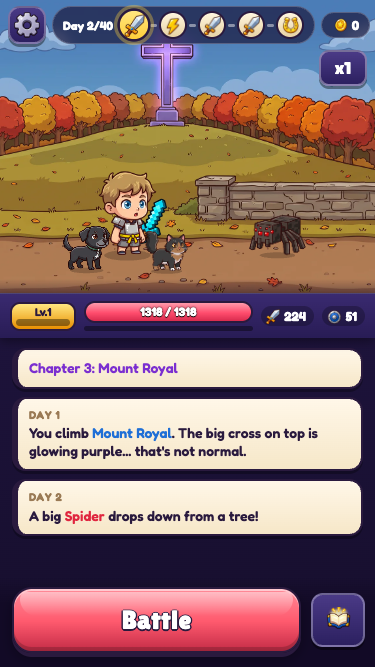 Day 2/40
0
x1
Lv.1
1318 / 1318
224
51
Chapter 3: Mount Royal
DAY 1
You climb Mount Royal. The big cross on top is
glowing purple... that's not normal.
DAY 2
A big Spider drops down from a tree!
Battle